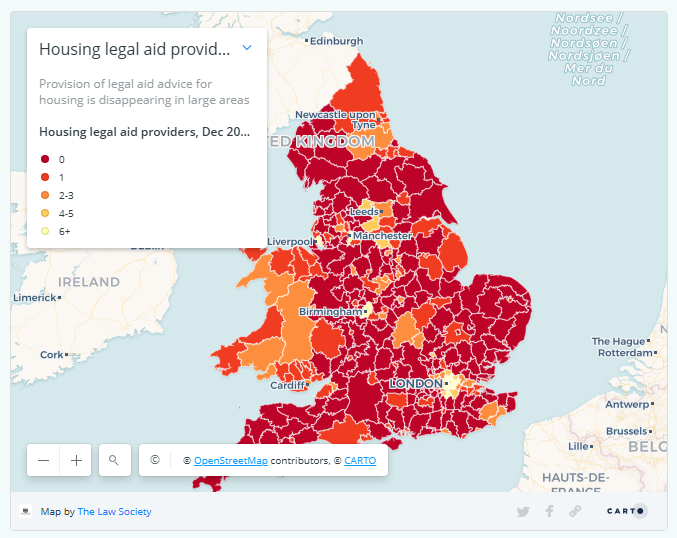 Housing legal aid provid...
Provision of legal aid advice for
housing is disappearing in large areas
Housing legal aid providers, Dec 20...
0
1
2-3
4-5
6+
Nordsee /
Noordzee /
Nordsøen /
Nordsjøen /
Mer du
Nord
Edinburgh
Newcastle upon
Tyne
ED KINGDOM
Leeds
Manchester
Liverpool
Dublin
IRELAND
Limerick
Birmingham
Cork
Cardiff
LONDON
The Hague
Rotterdam
Antwerp
Brussels
BELG
Lille
HAUTS-DE-
FRANCE
N
© © OpenStreetMap contributors, © CARTO
Map by The Law Society
CARTO